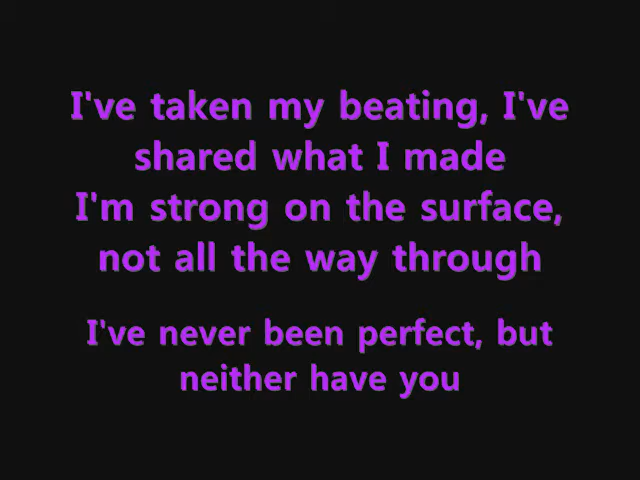 I've taken my beating, I've
shared what I made
I'm strong on the surface,
not all the way through
I've never been perfect, but
neither have you